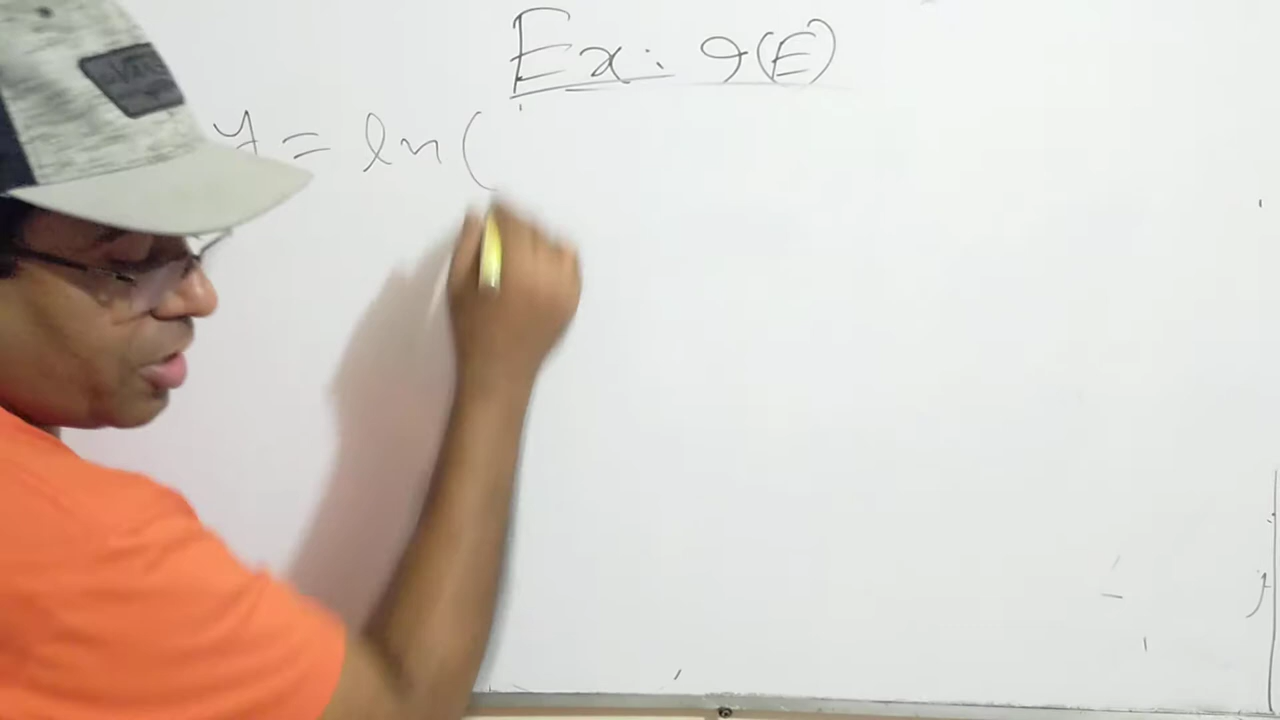 Ex: 9(E)
y = ln(